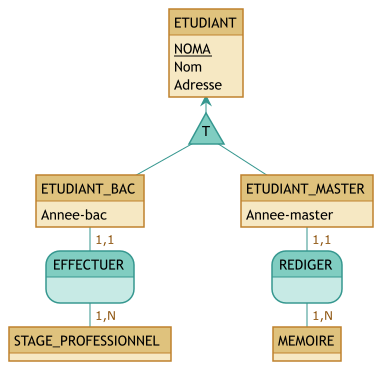 ETUDIANT
NOMA
Nom
Adresse
T
ETUDIANT_BAC
Annee-bac
ETUDIANT_MASTER
Annee-master
1,1
1,1
EFFECTUER
REDIGER
1,N
1,N
STAGE_PROFESSIONNEL
MEMOIRE